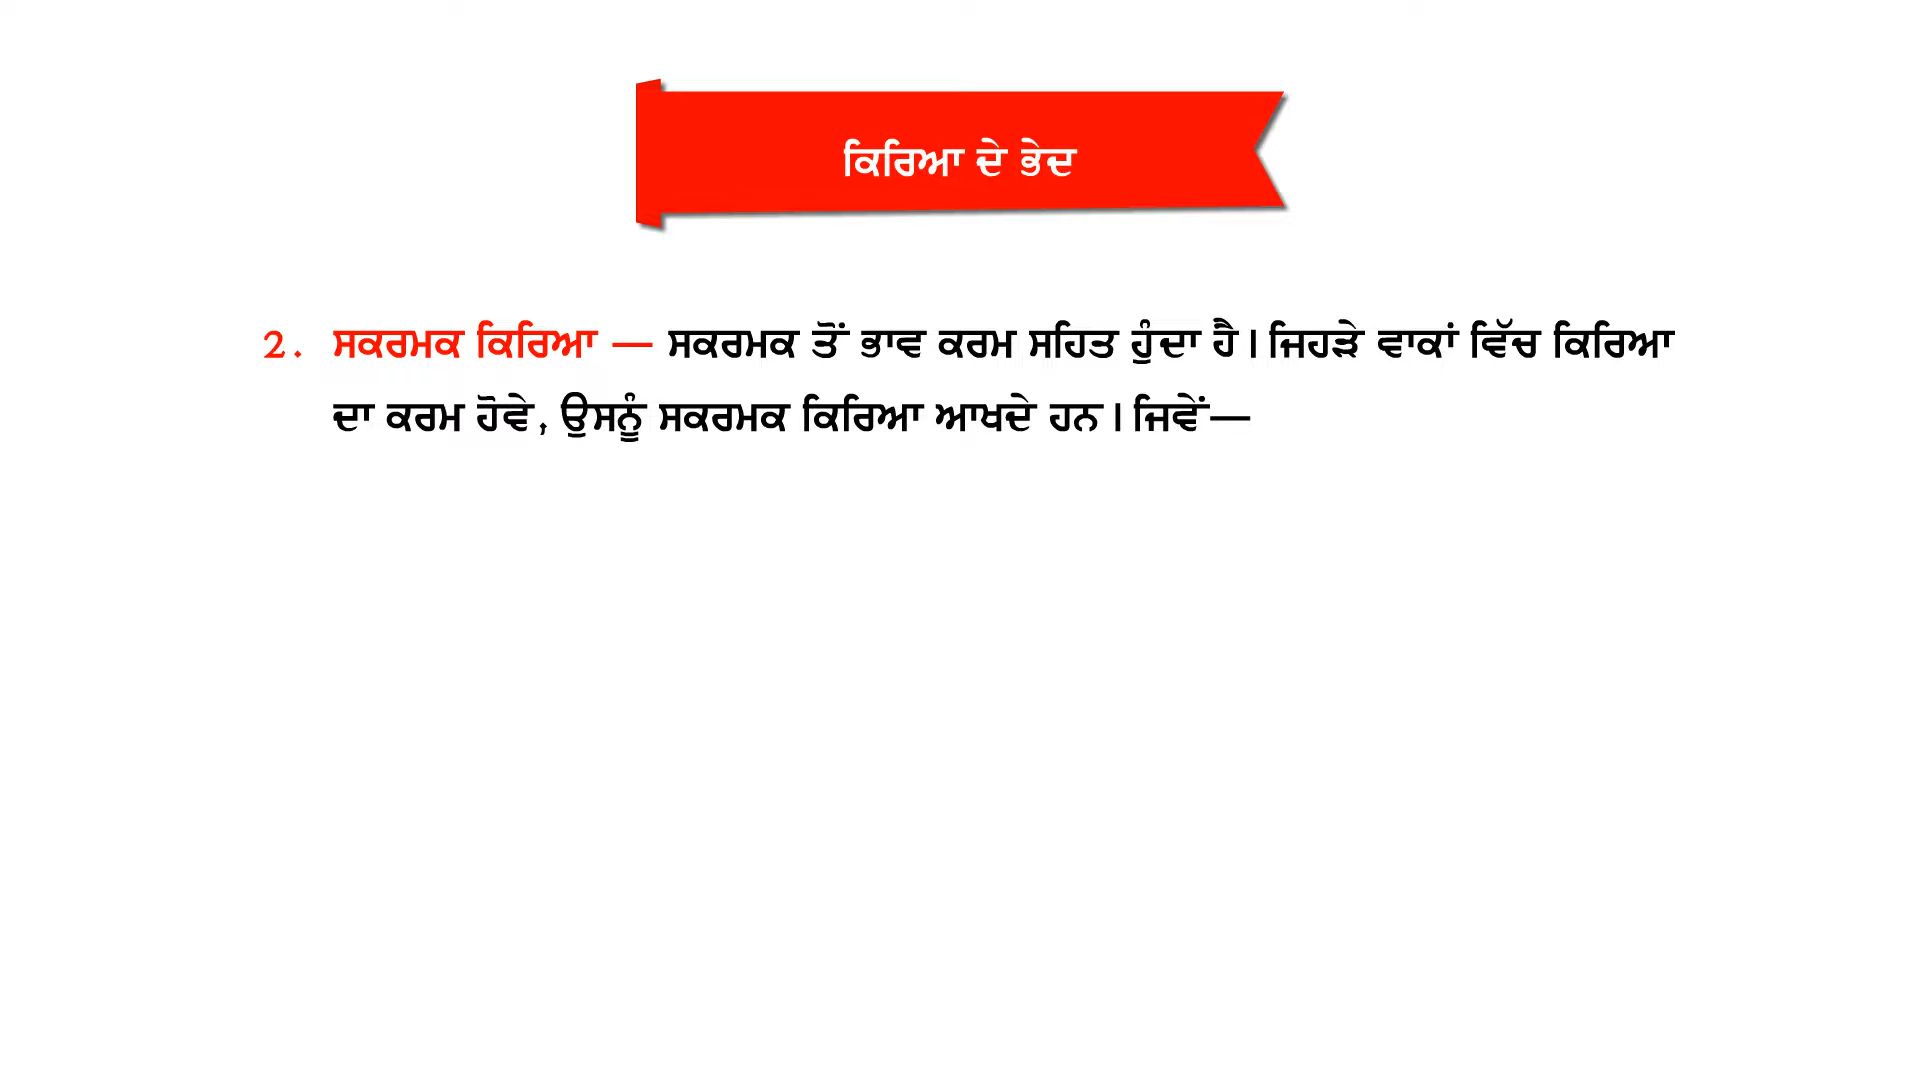 ਕਿਰਿਆ ਦੇ ਭੇਦ
2. ਸਕਰਮਕ ਕਿਰਿਆ — ਸਕਰਮਕ ਤੋਂ ਭਾਵ ਕਰਮ ਸਹਿਤ ਹੁੰਦਾ ਹੈ। ਜਿਹੜੇ ਵਾਕਾਂ ਵਿੱਚ ਕਿਰਿਆ
ਦਾ ਕਰਮ ਹੋਵੇ, ਉਸਨੂੰ ਸਕਰਮਕ ਕਿਰਿਆ ਆਖਦੇ ਹਨ। ਜਿਵੇਂ—